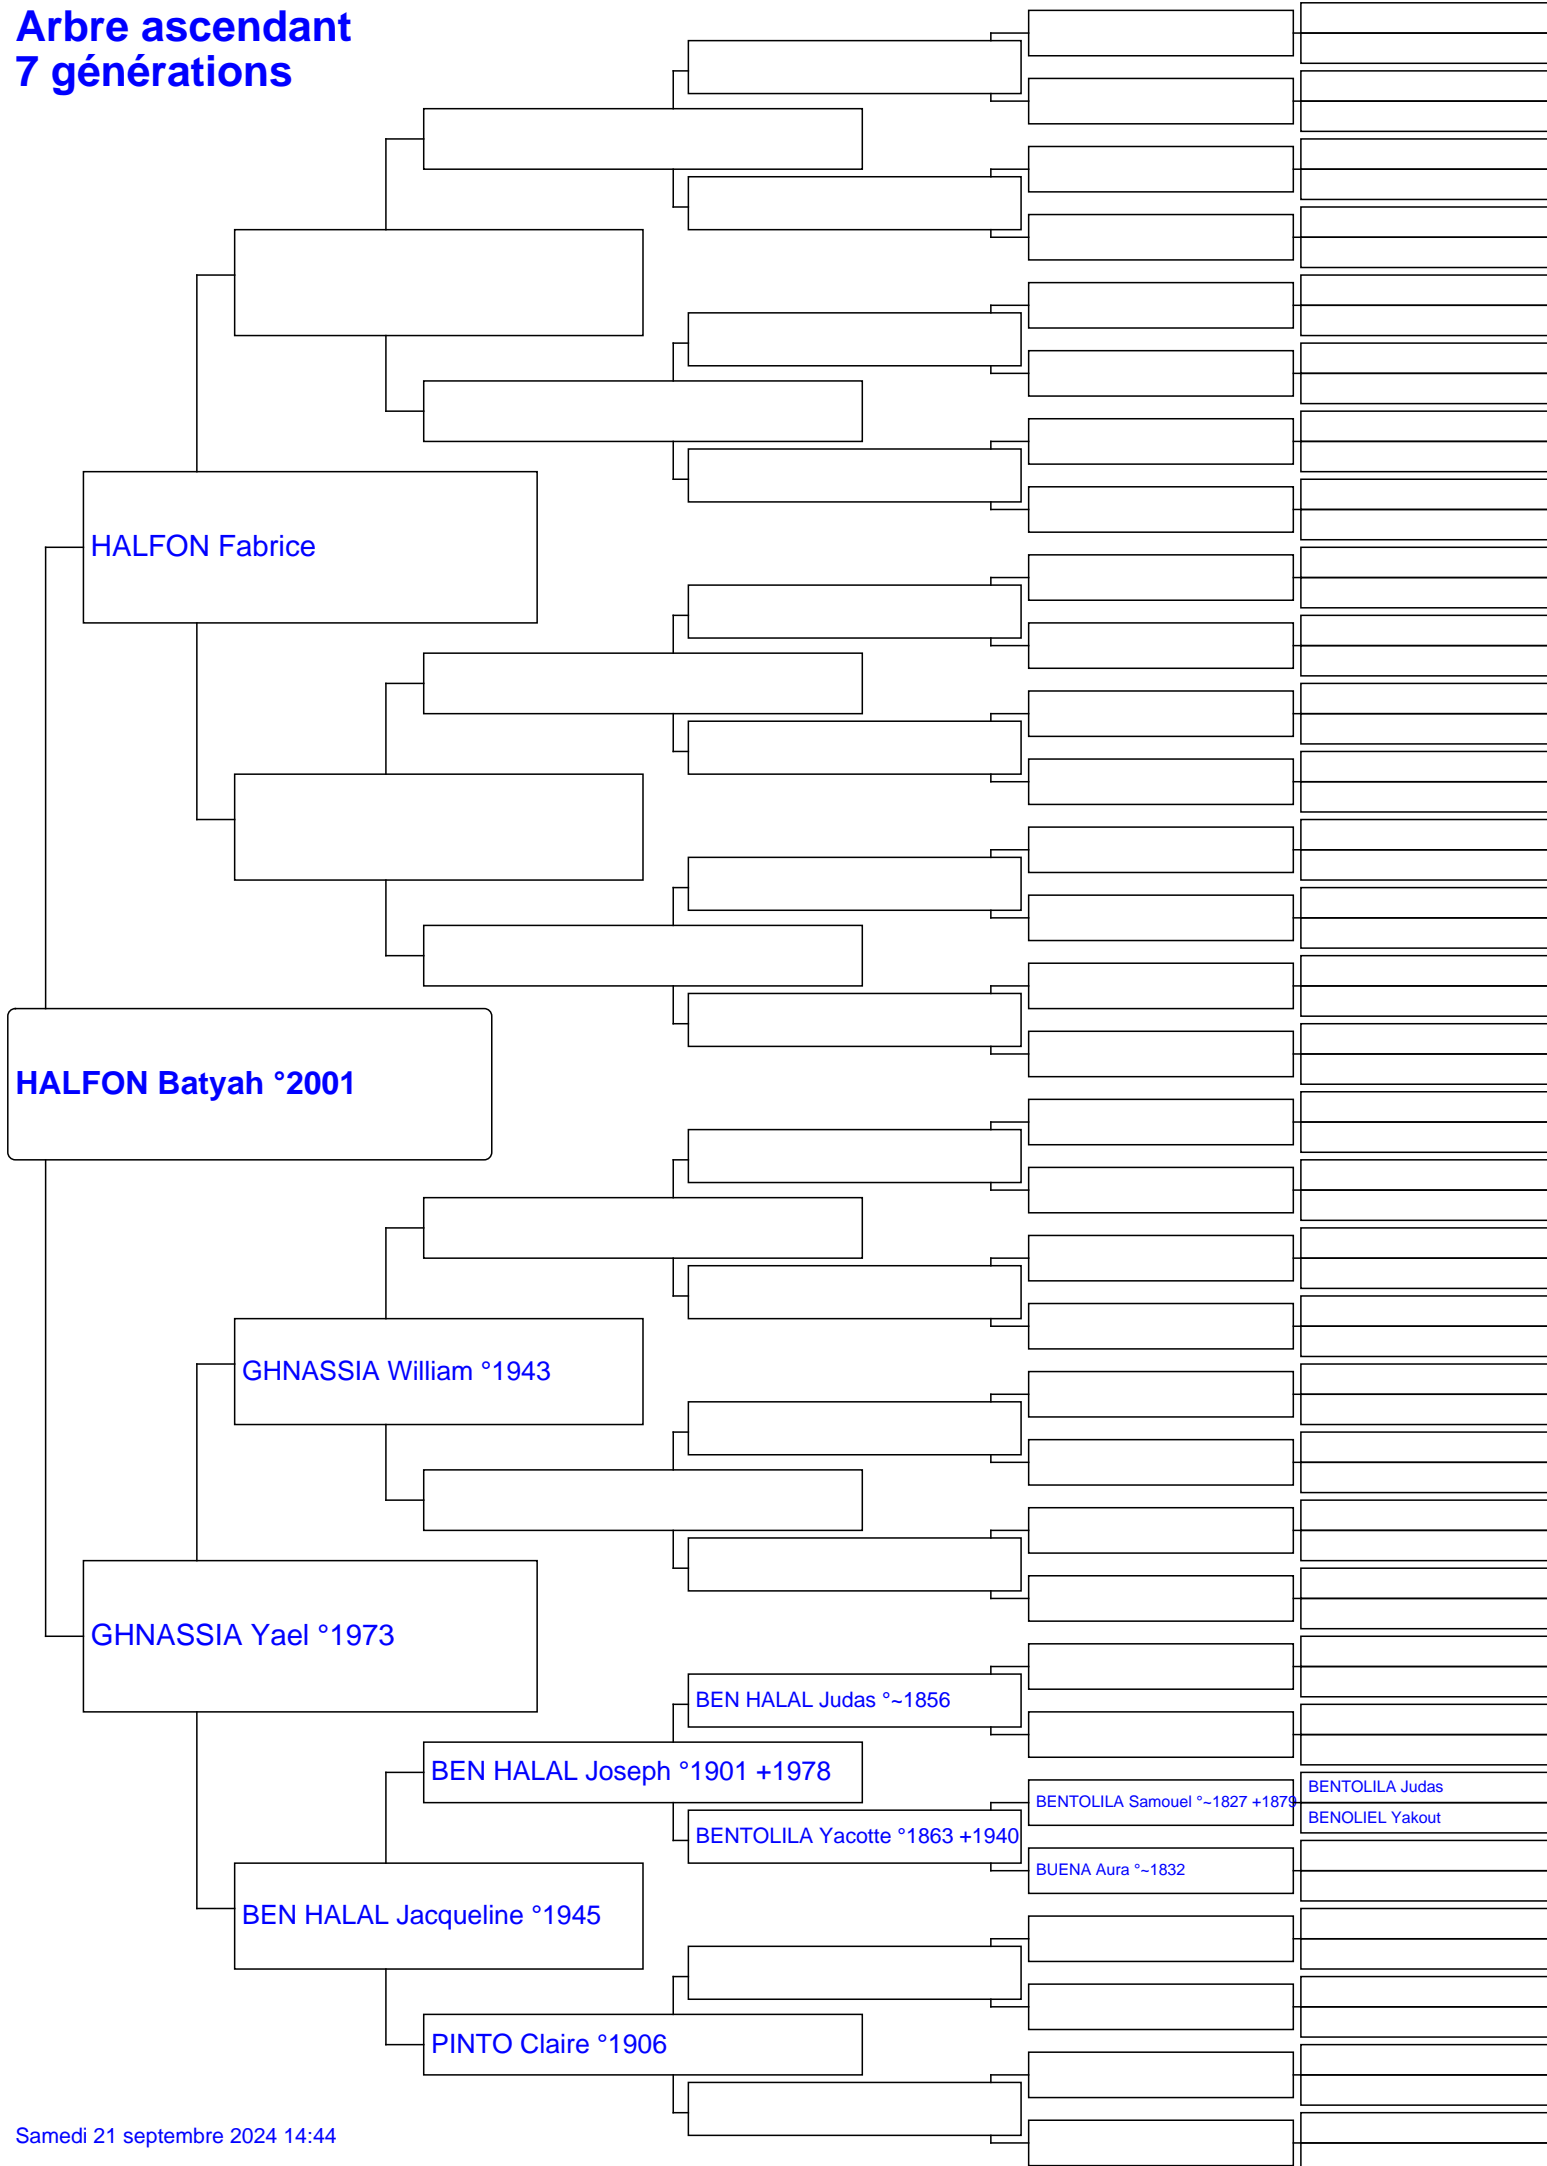 Arbre ascendant
7 générations
HALFON Fabrice
HALFON Batyah °2001
GHNASSIA William °1943
GHNASSIA Yael °1973
BEN HALAL Judas °~1856
BEN HALAL Joseph °1901 +1978
BENTOLILA Judas
BENTOLILA Samouel °~1827 +1879
BENOLIEL Yakout
BENTOLILA Yacotte °1863 +1940
BUENA Aura °~1832
BEN HALAL Jacqueline °1945
PINTO Claire °1906
Samedi 21 septembre 2024 14:44